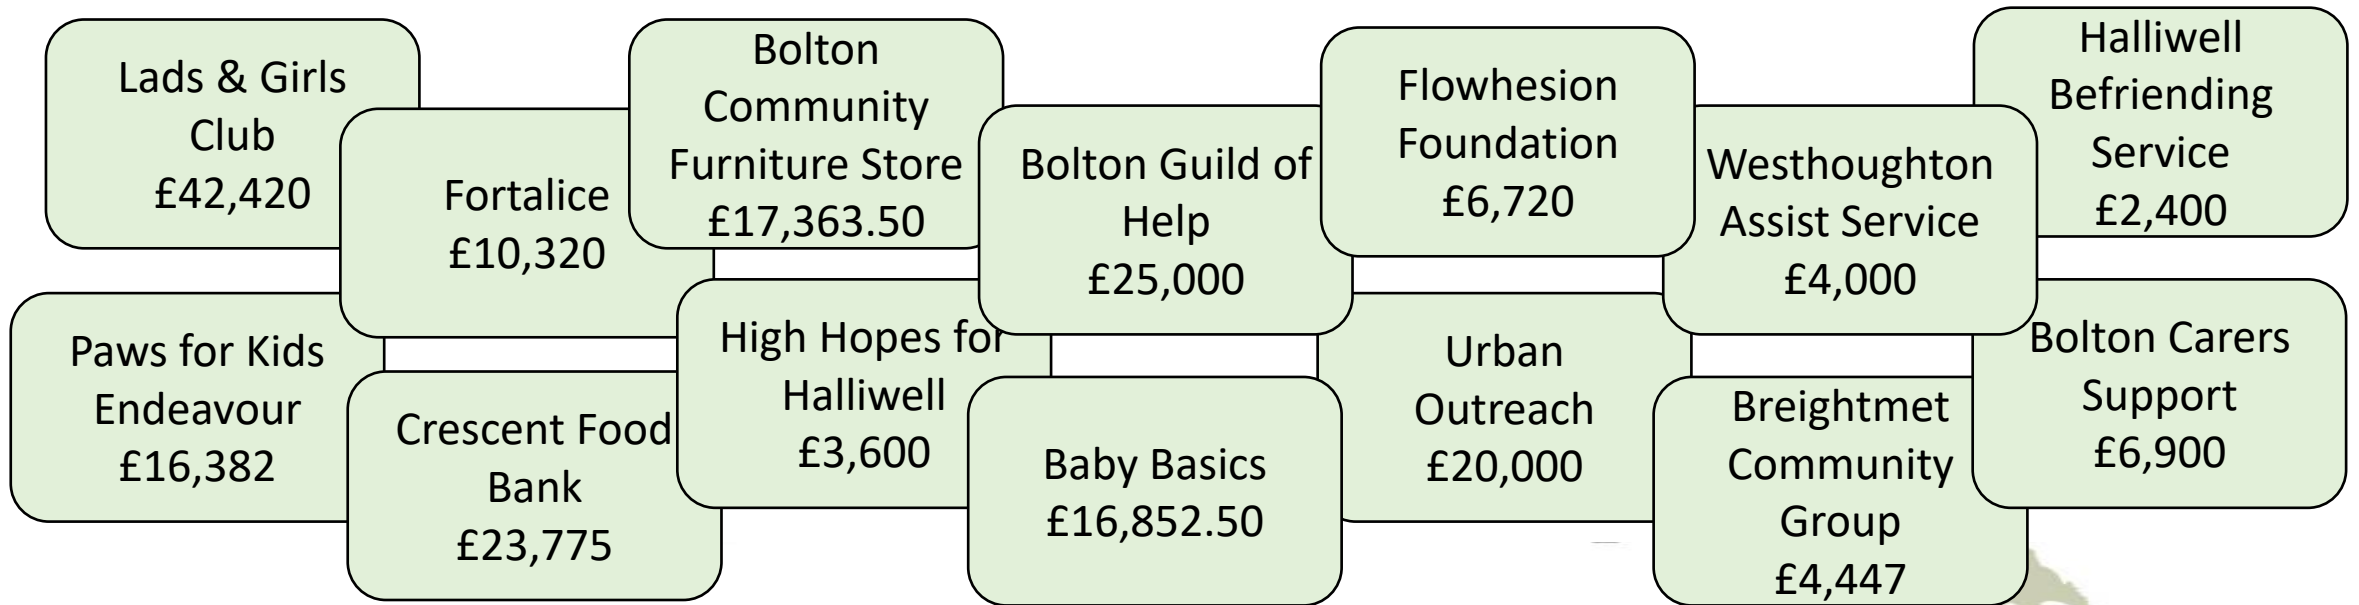 Lads & Girls
Club
£42,420
Fortalice
£10,320
Bolton
Community
Furniture Store
£17,363.50
Bolton Guild of
Help
£25,000
Flowhesion
Foundation
£6,720
Westhoughton
Assist Service
£4,000
Halliwell
Befriending
Service
£2,400
Paws for Kids
Endeavour
£16,382
Crescent Food
Bank
£23,775
High Hopes for
Halliwell
£3,600
Baby Basics
£16,852.50
Urban
Outreach
£20,000
Breightmet
Community
Group
£4,447
Bolton Carers
Support
£6,900